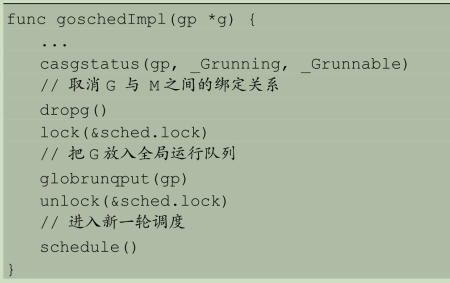 func goschedImpl(gp *g) {
...
casgstatus(gp, _Grunning, _Grunnable)
// 取消 G 与 M之间的绑定关系
dropg()
lock(&sched.lock)
// 把 G 放入全局运行队列
globrunqput(gp)
unlock(&sched.lock)
// 进入新一轮调度
schedule()
}